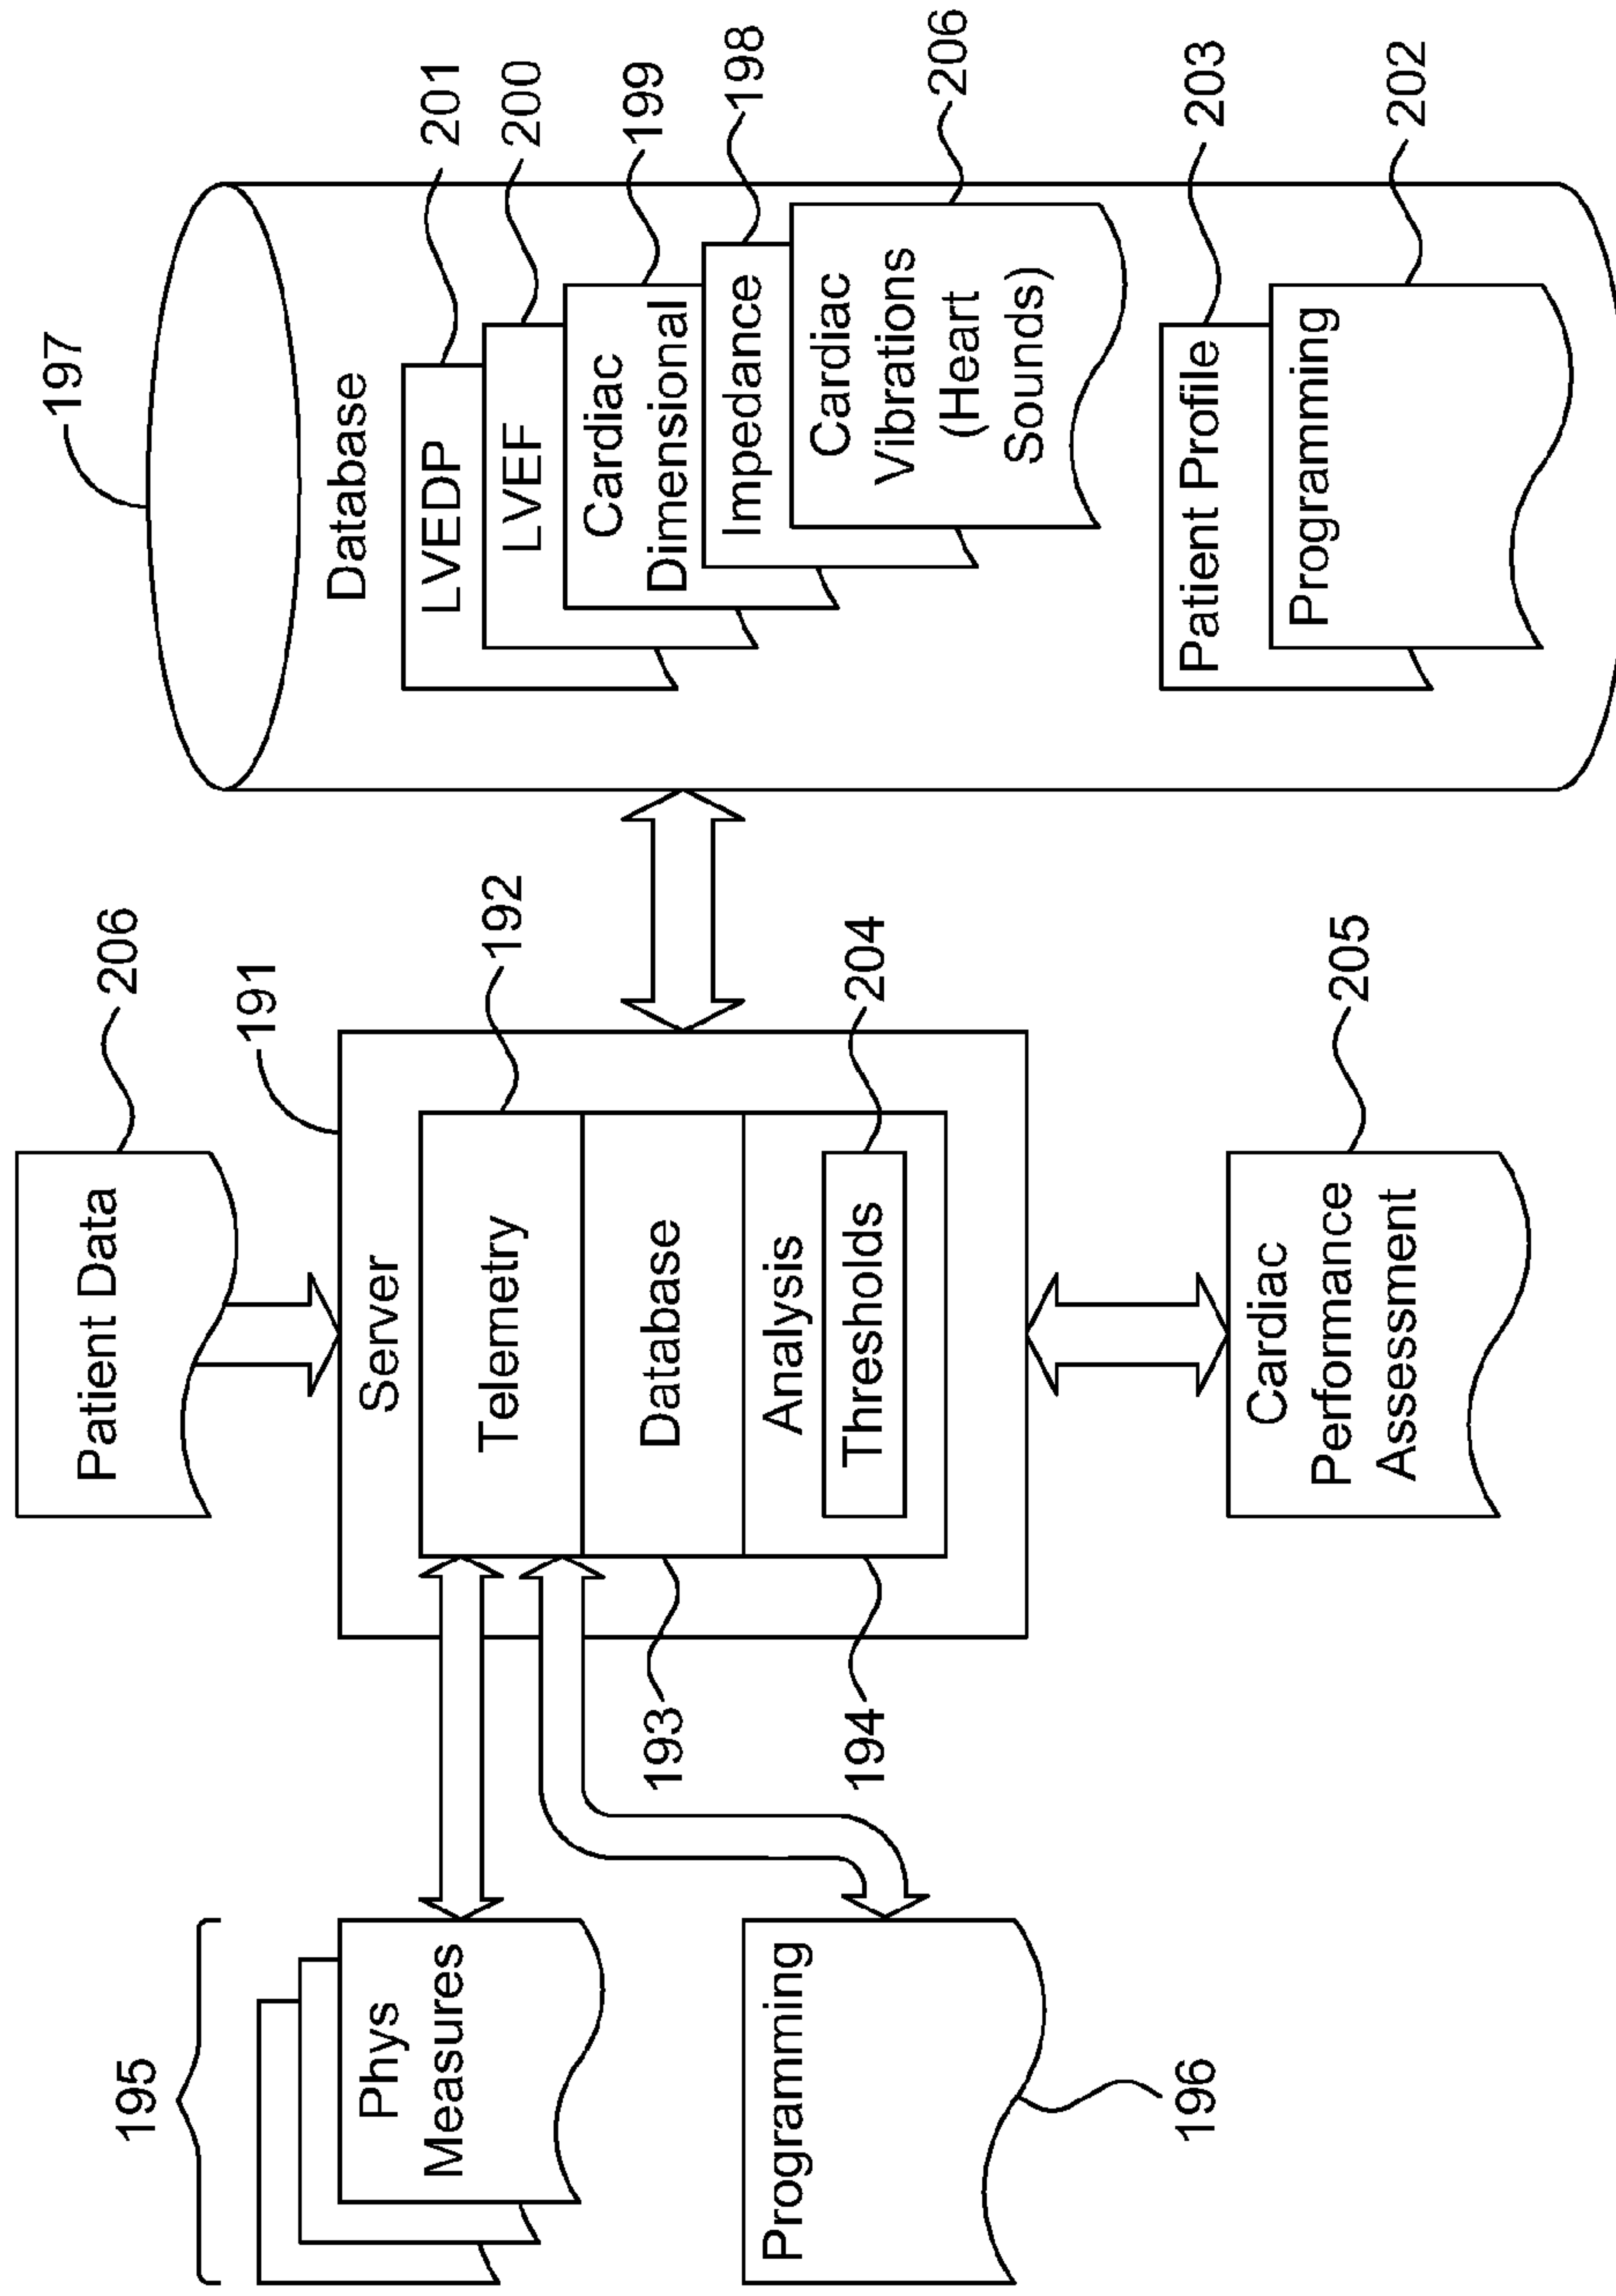 206
Patient Data
191
Server
192
Telemetry
Database
193
Analysis
194
Thresholds
204
195
Phys
Measures
Programming
196
Cardiac
Performance
Assessment
205
197
Database
LVEDP
201
LVEF
200
Cardiac
Dimensional
199
Impedance
198
Cardiac
Vibrations
(Heart
Sounds)
206
Patient Profile
203
Programming
202